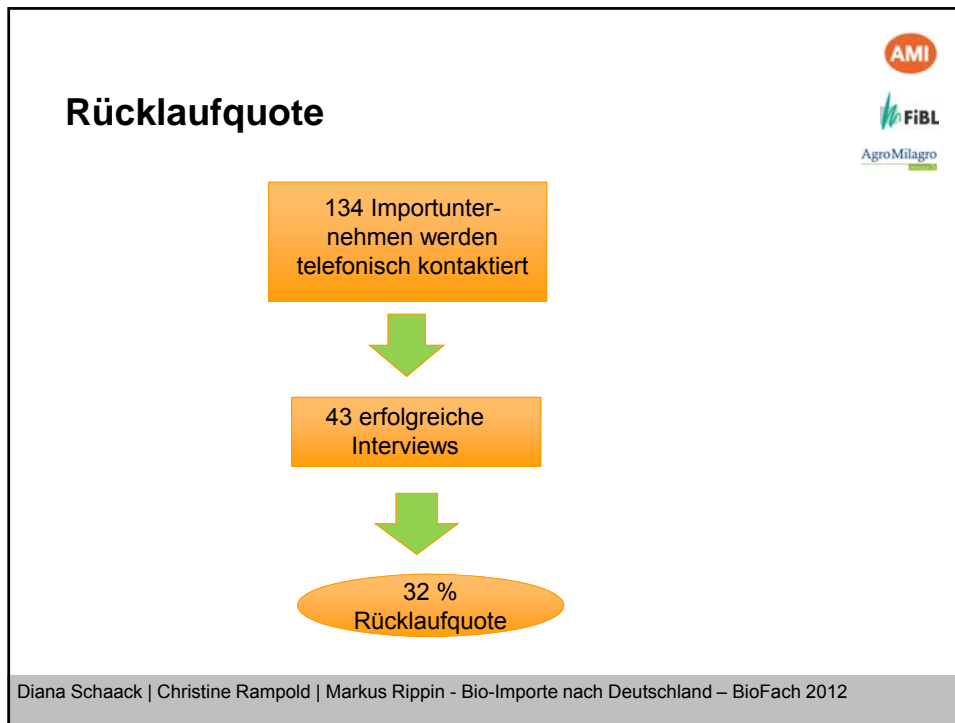 AMI
Rücklaufquote
FiBL
AgroMilagro
research
134 Importunter-
nehmen werden
telefonisch kontaktiert
43 erfolgreiche
Interviews
32 %
Rücklaufquote
Diana Schaack | Christine Rampold | Markus Rippin - Bio-Importe nach Deutschland – BioFach 2012